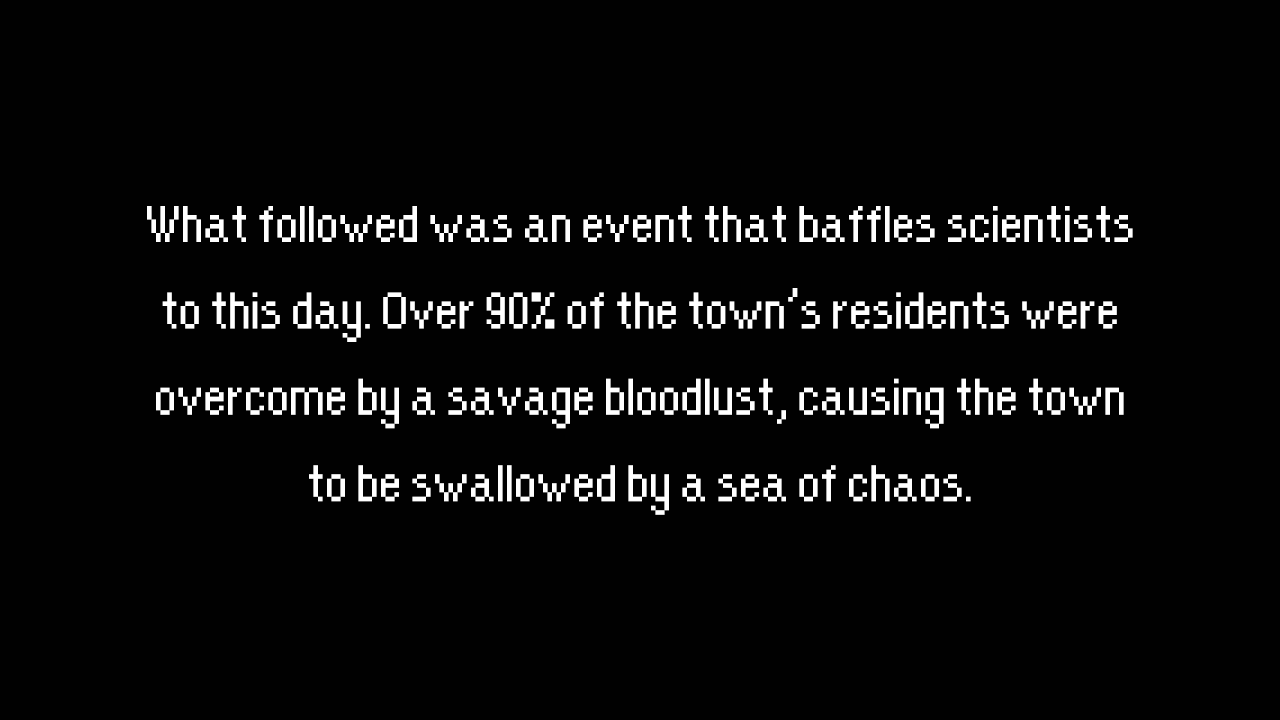 What followed was an event that baffles scientists
to this day. Over 90% of the town's residents were
overcome by a savage bloodlust, causing the town
to be swallowed by a sea of chaos.